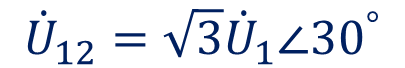 U̇₁₂ = √3U̇₁∠30°